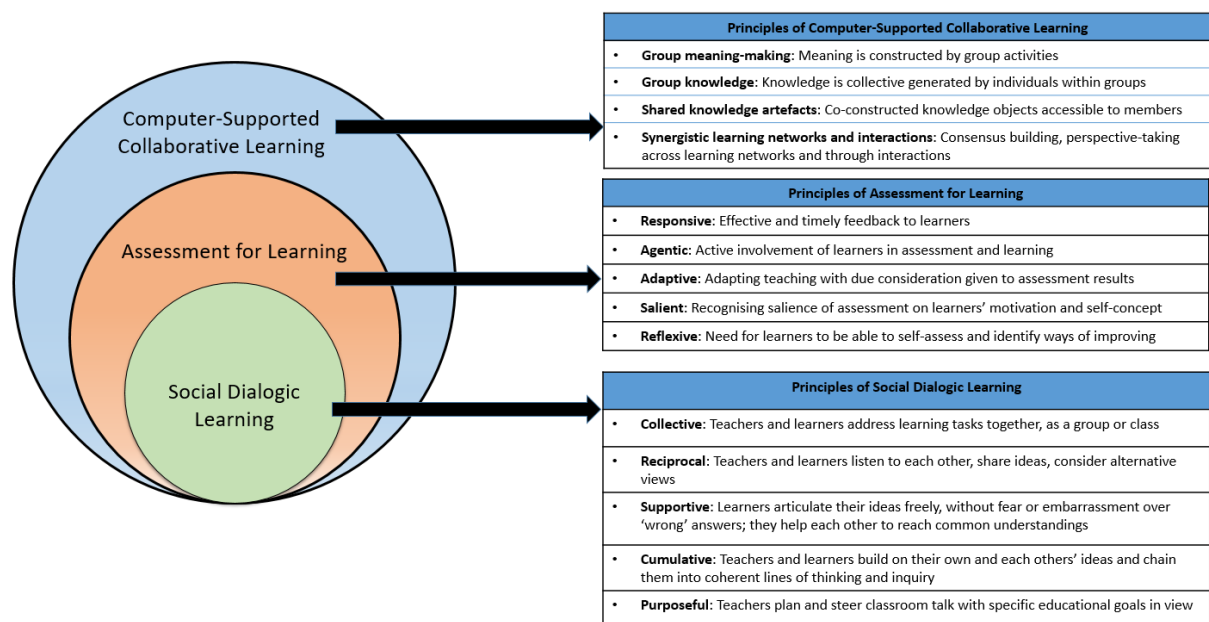 Computer-Supported
Collaborative Learning
Assessment for Learning
Social Dialogic
Learning
Principles of Computer-Supported Collaborative Learning
• Group meaning-making: Meaning is constructed by group activities
• Group knowledge: Knowledge is collective generated by individuals within groups
• Shared knowledge artefacts: Co-constructed knowledge objects accessible to members
• Synergistic learning networks and interactions: Consensus building, perspective-taking
across learning networks and through interactions
Principles of Assessment for Learning
• Responsive: Effective and timely feedback to learners
• Agentic: Active involvement of learners in assessment and learning
• Adaptive: Adapting teaching with due consideration given to assessment results
• Salient: Recognising salience of assessment on learners’ motivation and self-concept
• Reflexive: Need for learners to be able to self-assess and identify ways of improving
Principles of Social Dialogic Learning
• Collective: Teachers and learners address learning tasks together, as a group or class
• Reciprocal: Teachers and learners listen to each other, share ideas, consider alternative
views
• Supportive: Learners articulate their ideas freely, without fear or embarrassment over
‘wrong’ answers; they help each other to reach common understandings
• Cumulative: Teachers and learners build on their own and each others’ ideas and chain
them into coherent lines of thinking and inquiry
• Purposeful: Teachers plan and steer classroom talk with specific educational goals in view